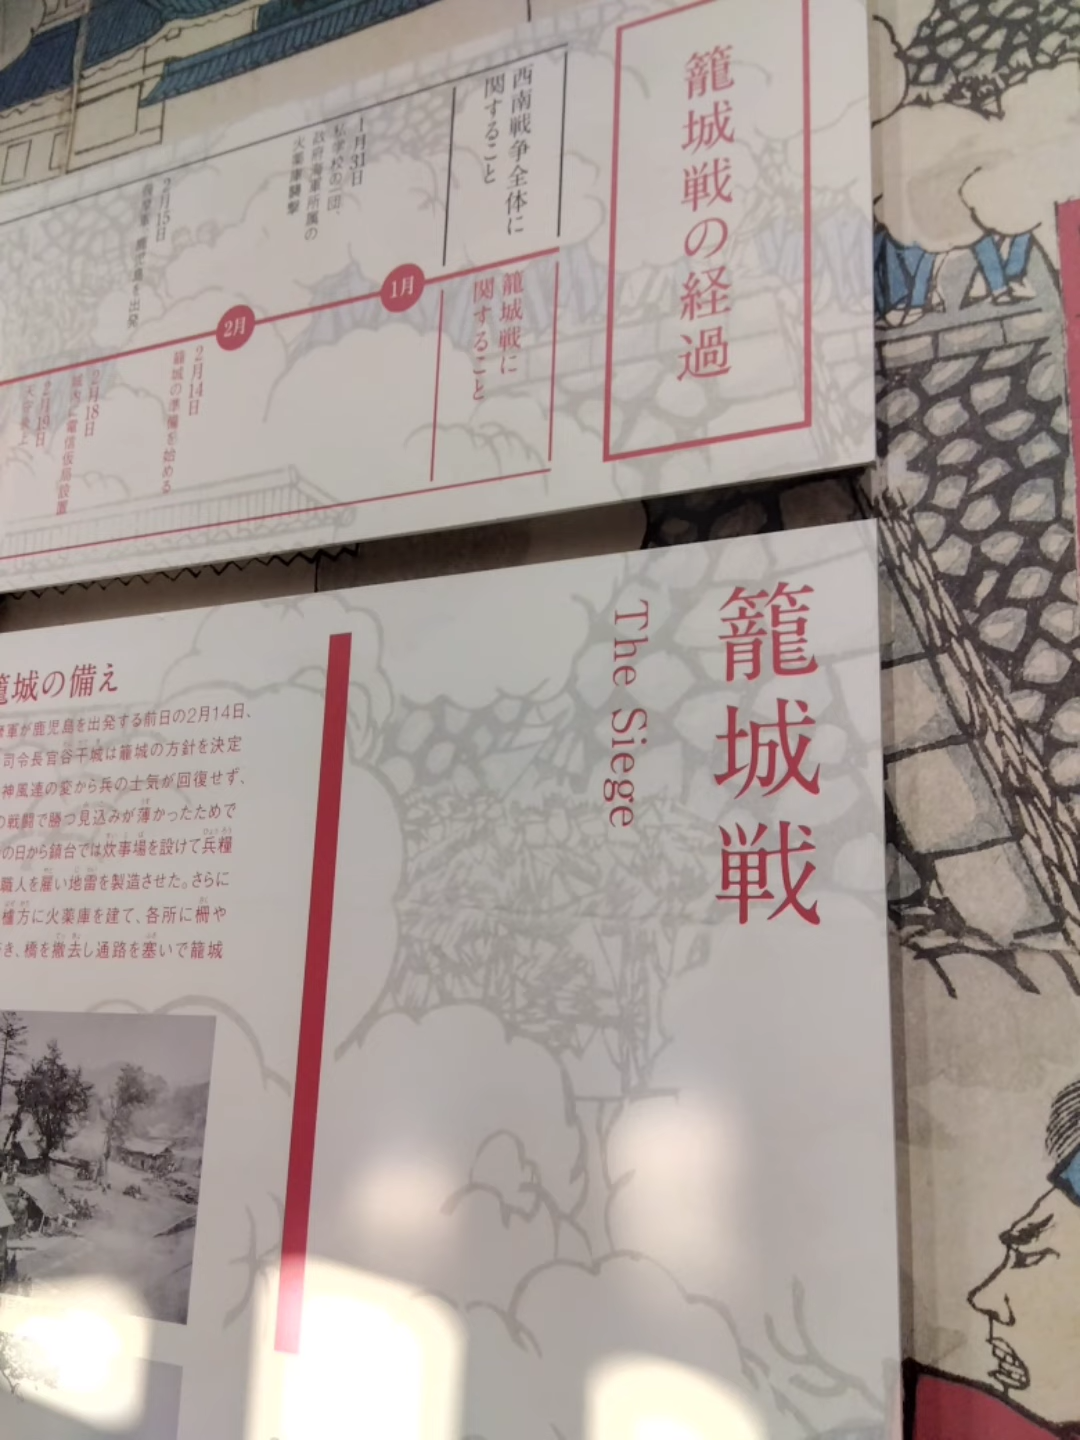 籠城戦の経過
西南戦争全体に
関すること
籠城戦に
関すること
1月
1月31日
私学校の一団、
政府海軍所属の
火薬庫襲撃
2月
2月15日
薩摩軍、鹿児島を出発
2月14日
籠城の準備を始める
2月18日
城内に電信仮局設置
2月19日
天守炎上
籠城戦
The Siege
籠城の備え
軍が鹿児島を出発する前日の2月14日、
司令長官谷干城は籠城の方針を決定
神風連の変から兵の士気が回復せず、
の戦闘で勝つ見込みが薄かったためで
の日から鎮台では炊事場を設けて兵糧
職人を雇い地雷を製造させた。さらに
櫨方に火薬庫を建て、各所に柵や
き、橋を撤去し通路を塞いで籠城